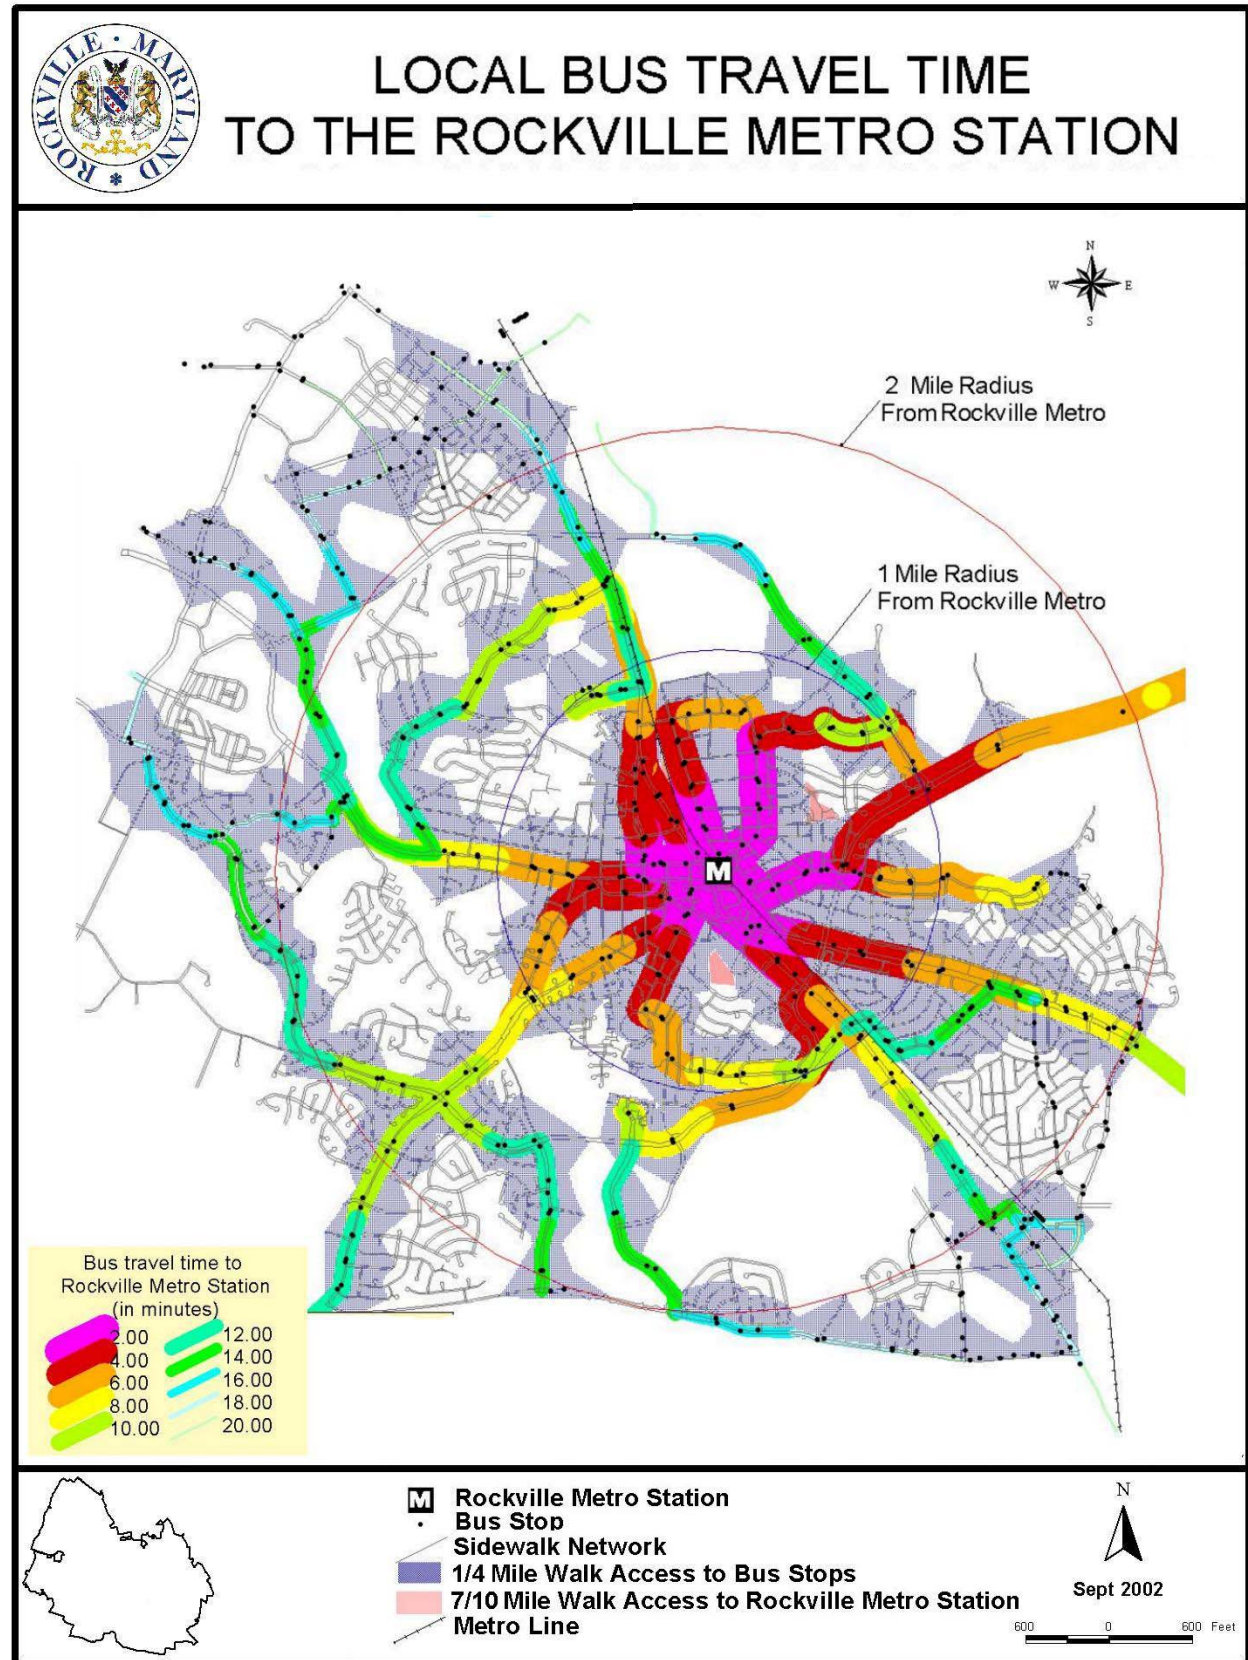 ROCKVILLE · MARYLAND
LOCAL BUS TRAVEL TIME
TO THE ROCKVILLE METRO STATION
N
W E
S
2 Mile Radius
From Rockville Metro
1 Mile Radius
From Rockville Metro
M
Bus travel time to
Rockville Metro Station
(in minutes)
2.00 12.00
4.00 14.00
6.00 16.00
8.00 18.00
10.00 20.00
M Rockville Metro Station
Bus Stop
Sidewalk Network
1/4 Mile Walk Access to Bus Stops
7/10 Mile Walk Access to Rockville Metro Station
Metro Line
N
Sept 2002
600 0 600 Feet